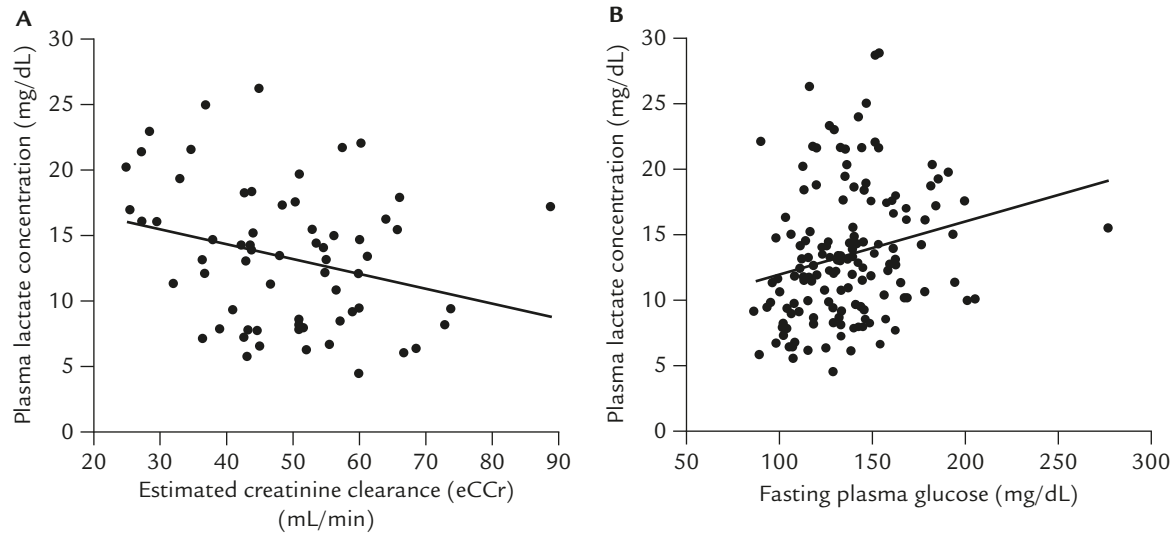 A
Plasma lactate concentration (mg/dL)
30
25
20
15
10
5
0
20 30 40 50 60 70 80 90
Estimated creatinine clearance (eCCr)
(mL/min)
B
Plasma lactate concentration (mg/dL)
30
25
20
15
10
5
0
50 100 150 200 250 300
Fasting plasma glucose (mg/dL)